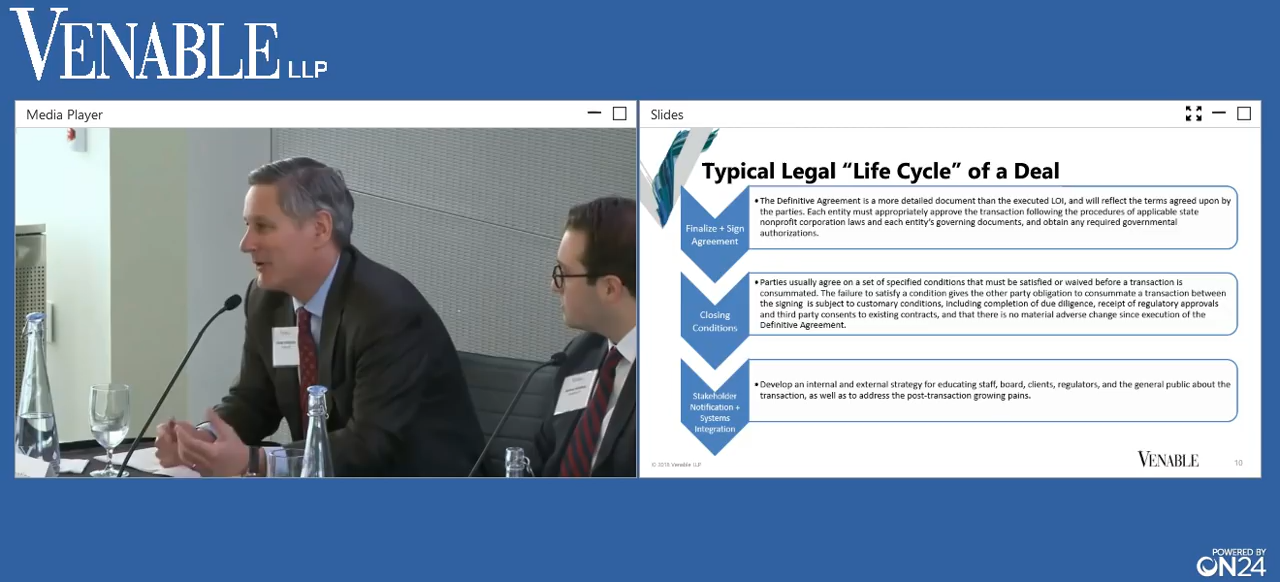 VENABLE LLP
Media Player
Slides
Typical Legal “Life Cycle” of a Deal
Finalize + Sign
Agreement
•The Definitive Agreement is a more detailed document than the executed LOI, and will reflect the terms agreed upon by
the parties. Each entity must appropriately approve the transaction following the procedures of applicable state
nonprofit corporation laws and each entity’s governing documents, and obtain any required governmental
authorizations.
Closing
Conditions
•Parties usually agree on a set of specified conditions that must be satisfied or waived before a transaction is
consummated. The failure to satisfy a condition gives the other party obligation to consummate a transaction between
the signing is subject to customary conditions, including completion of due diligence, receipt of regulatory approvals
and third party consents to existing contracts, and that there is no material adverse change since execution of the
Definitive Agreement.
Stakeholder
Notification +
Systems
Integration
•Develop an internal and external strategy for educating staff, board, clients, regulators, and the general public about the
transaction, as well as to address the post-transaction growing pains.
Venable LLP
VENABLE
10
POWERED BY
ON24